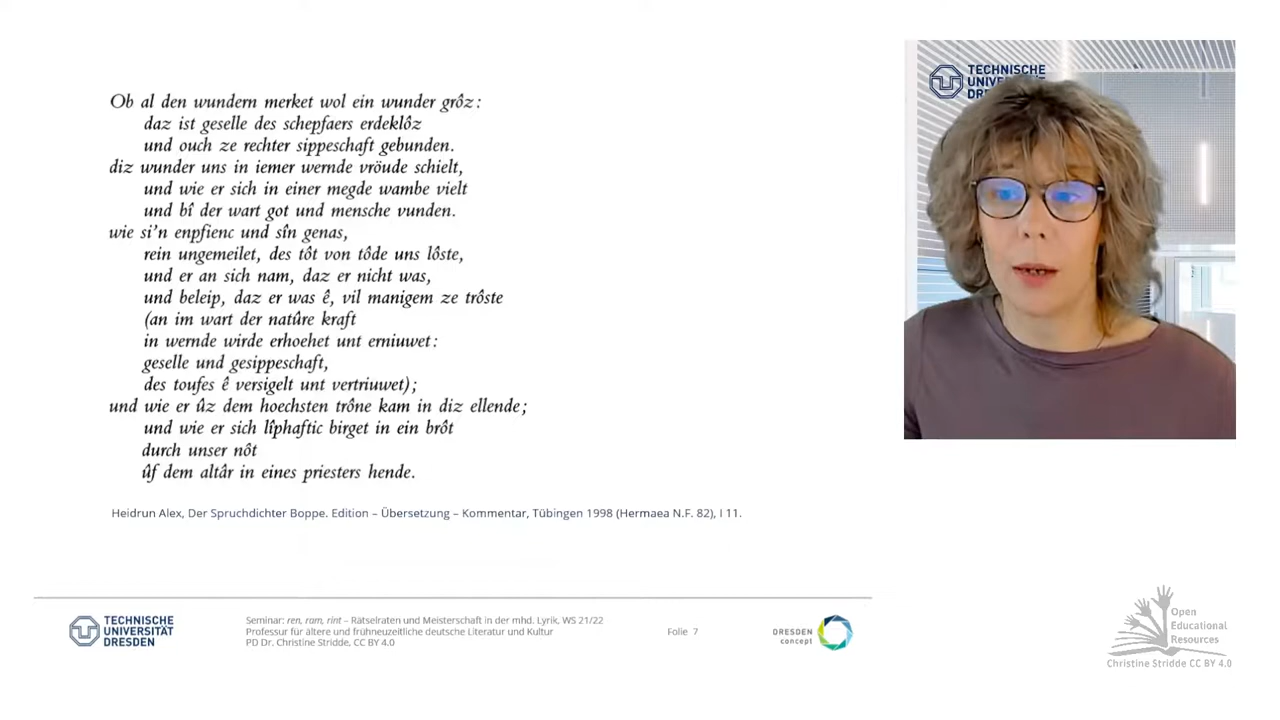 Ob al den wundern merket wol ein wunder grôz:
daz ist geselle des schepfaers erdeklôz
und ouch ze rechter sippeschaft gebunden.
diz wunder uns in iemer wernde vröude schielt,
und wie er sich in einer megde wambe vielt
und bî der wart got und mensche vunden.
wie si'n enpfienc und sîn genas,
rein ungemeilet, des tôt von tôde uns lôste,
und er an sich nam, daz er nicht was,
und beleip, daz er was ê, vil manigem ze trôste
(an im wart der natûre kraft
in wernde wirde erhoehet unt erniuwet:
geselle und gesippeschaft,
des toufes ê versigelt unt vertriuwet);
und wie er ûz dem hoechsten trône kam in diz ellende;
und wie er sich lîphaftic birget in ein brôt
durch unser nôt
ûf dem altâr in eines priesters hende.
Heidrun Alex, Der Spruchdichter Boppe. Edition – Übersetzung – Kommentar, Tübingen 1998 (Hermaea N.F. 82), I 11.
TECHNISCHE
UNIVERSITÄT
DRESDEN
Seminar: ren, ram, rint – Rätselraten und Meisterschaft in der mhd. Lyrik, WS 21/22
Professur für ältere und frühneuzeitliche deutsche Literatur und Kultur
PD Dr. Christine Stridde, CC BY 4.0
Folie 7
DRESDEN
concept
TECHNISCHE
DRESDEN
Open
Educational
Resources
Christine Stridde CC BY 4.0